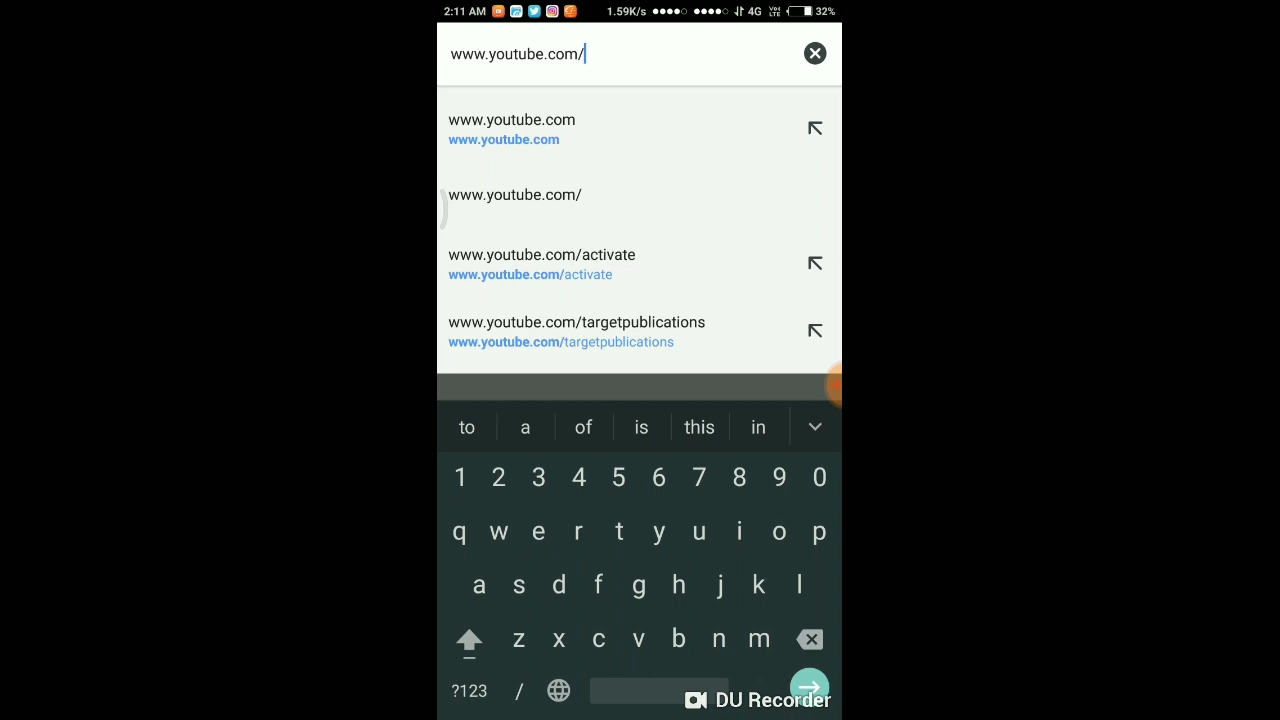 2:11 AM 1.59K/s 4G VoLTE 32%
www.youtube.com/
www.youtube.com
www.youtube.com
www.youtube.com/
www.youtube.com/activate
www.youtube.com/activate
www.youtube.com/targetpublications
www.youtube.com/targetpublications
to a of is this in
1 2 3 4 5 6 7 8 9 0
q w e r t y u i o p
a s d f g h j k l
z x c v b n m
?123 /
DU Recorder